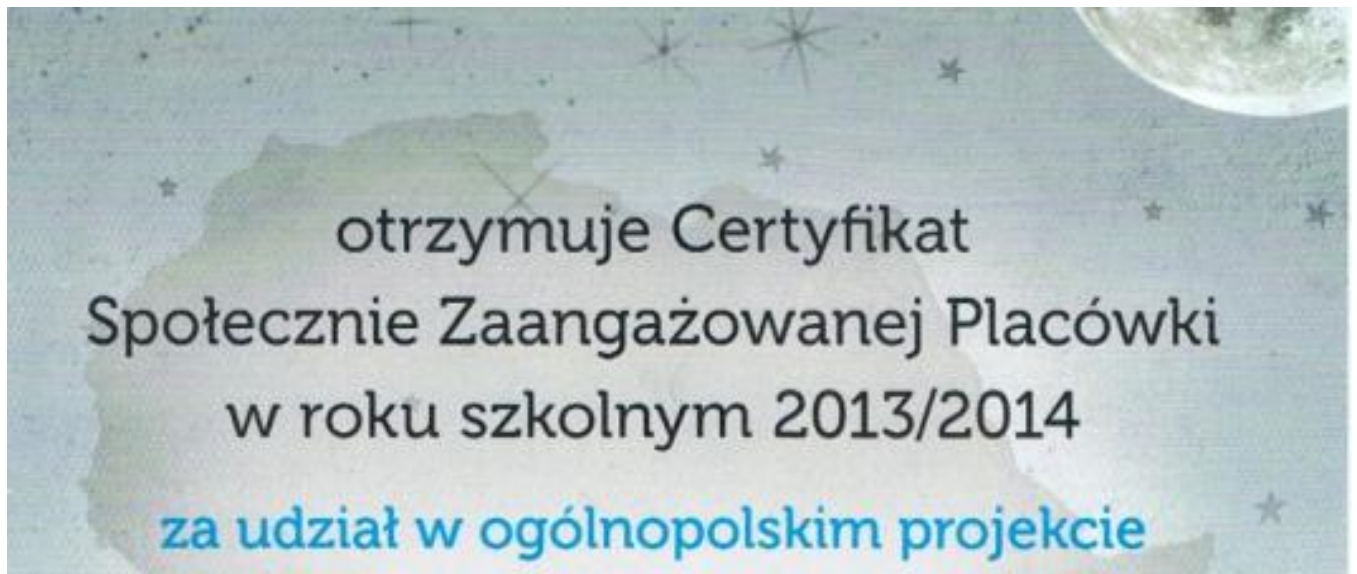 otrzymuje Certyfikat
Społecznie Zaangażowanej Placówki
w roku szkolnym 2013/2014
za udział w ogólnopolskim projekcie